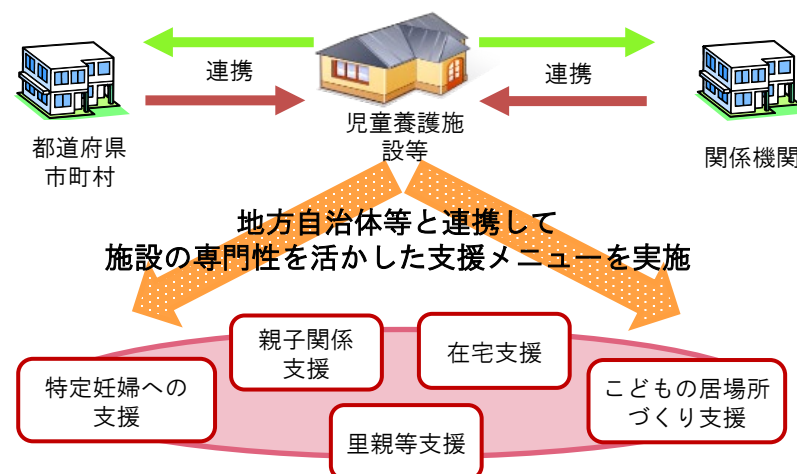 連携
連携
児童養護施
設等
都道府県
市町村
関係機関
地方自治体等と連携して
施設の専門性を活かした支援メニューを実施
親子関係
支援
在宅支援
特定妊婦への
支援
こどもの居場所
づくり支援
里親等支援